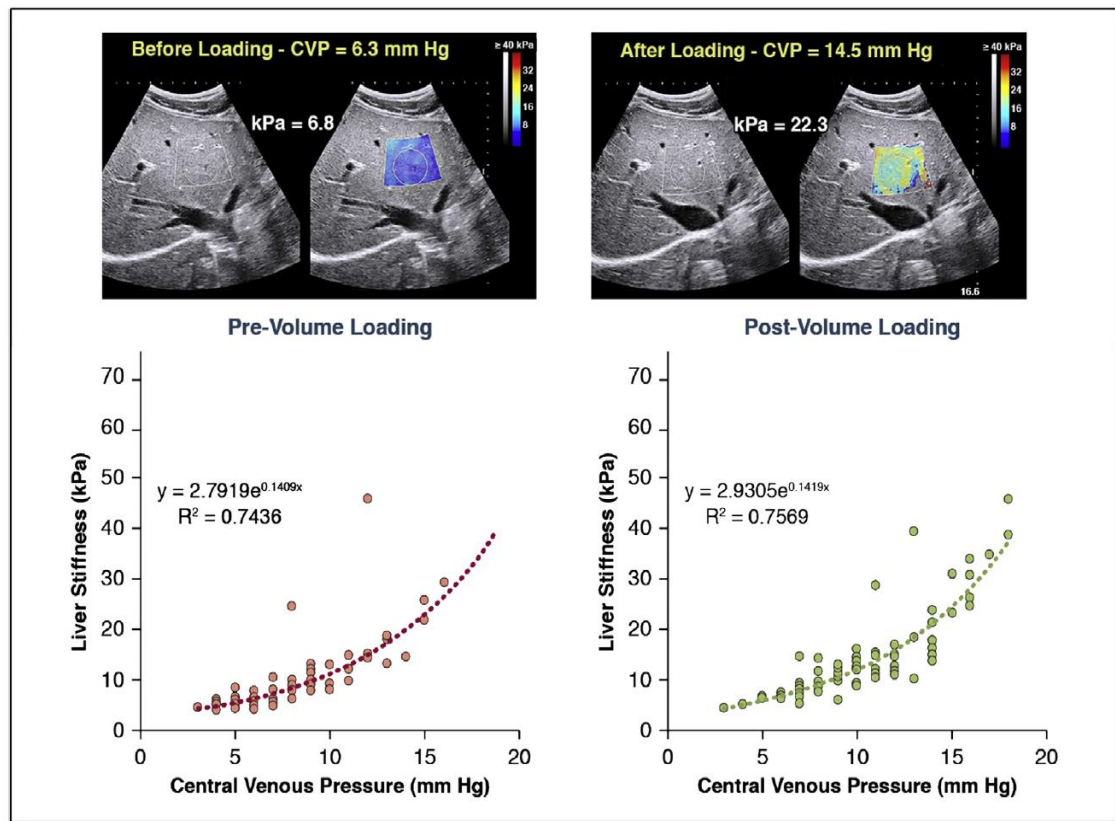 Before Loading - CVP = 6.3 mm Hg
≥ 40 kPa
32
24
16
8
kPa = 6.8
After Loading - CVP = 14.5 mm Hg
≥ 40 kPa
32
24
16
8
kPa = 22.3
16.6
Pre-Volume Loading
Post-Volume Loading
70
60
50
40
30
20
10
0
Liver Stiffness (kPa)
y = 2.7919e^0.1409x
R² = 0.7436
0
5
10
15
20
Central Venous Pressure (mm Hg)
70
60
50
40
30
20
10
0
Liver Stiffness (kPa)
y = 2.9305e^0.1419x
R² = 0.7569
0
5
10
15
20
Central Venous Pressure (mm Hg)